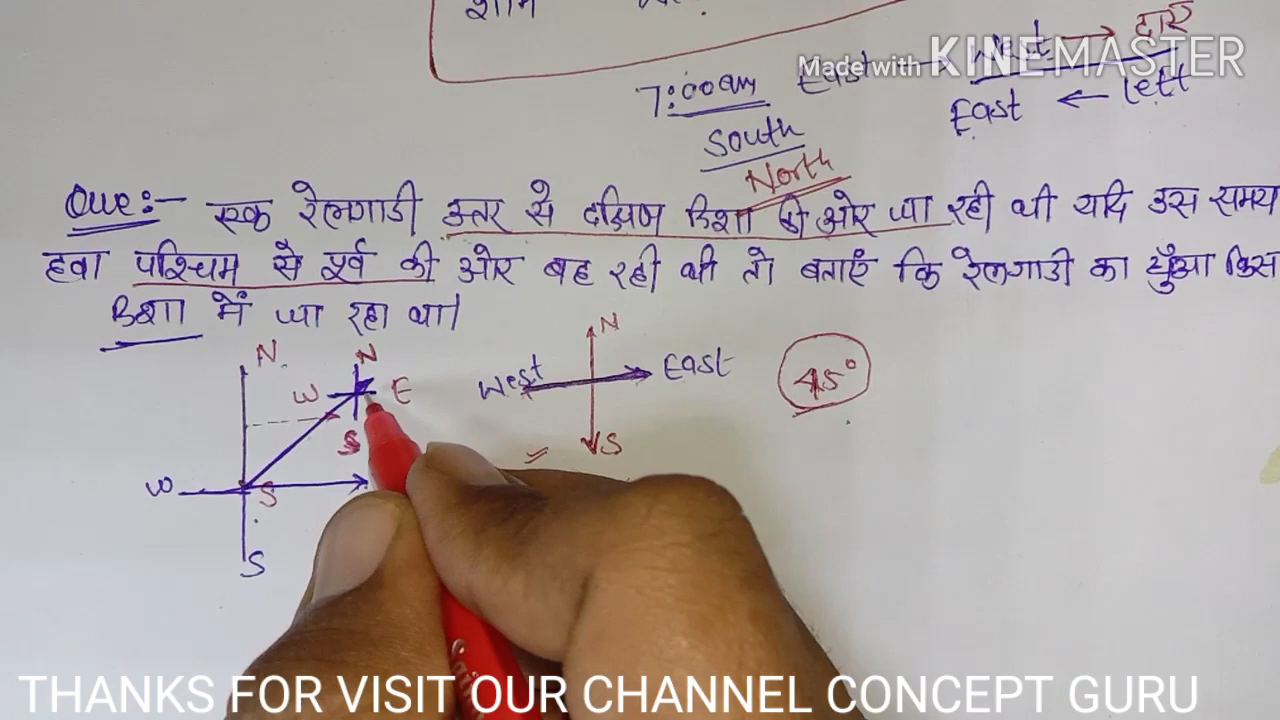 शाम
Made with KINEMASTER
7:00am East West → दाए
East ← left
South
North
Que:- एक रेलगाडी उत्तर से दक्षिण दिशा की ओर जा रही थी यदि उस समय
हवा पश्चिम से पूर्व की ओर बह रही थी तो बताएं कि रेलगाडी का धुँआ किस
दिशा में जा रहा था।
N N N
W E West East 45°
S S
W S
S
THANKS FOR VISIT OUR CHANNEL CONCEPT GURU